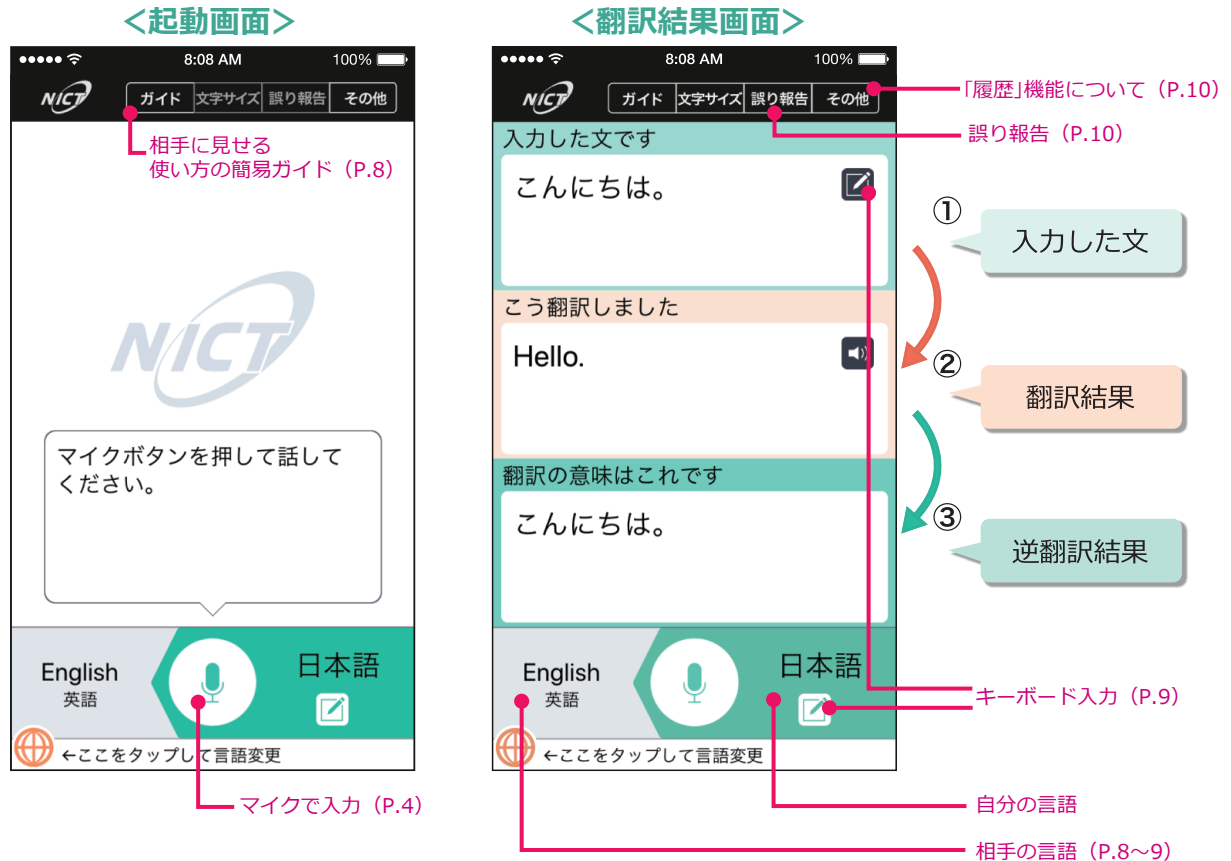 <起動画面>
8:08 AM
100%
NICT
ガイド 文字サイズ 誤り報告 その他
相手に見せる
使い方の簡易ガイド（P.8）
NICT
マイクボタンを押して話して
ください。
English
英語
日本語
←ここをタップして言語変更
マイクで入力（P.4）
<翻訳結果画面>
8:08 AM
100%
NICT
ガイド 文字サイズ 誤り報告 その他
「履歴」機能について（P.10）
誤り報告（P.10）
入力した文です
こんにちは。
①
入力した文
こう翻訳しました
Hello.
②
翻訳結果
翻訳の意味はこれです
こんにちは。
③
逆翻訳結果
English
英語
日本語
キーボード入力（P.9）
←ここをタップして言語変更
自分の言語
相手の言語（P.8～9）